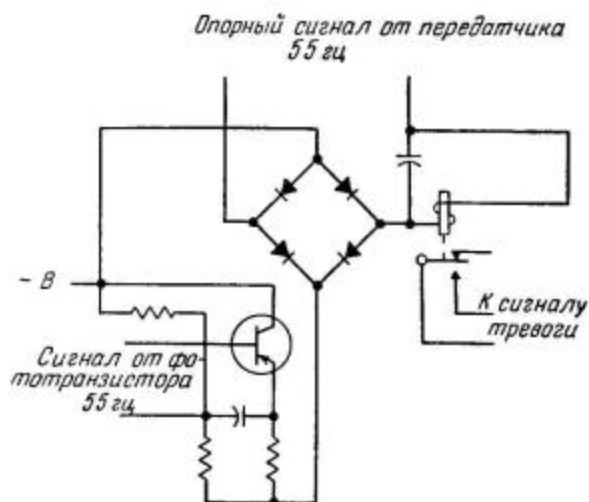 Опорный сигнал от передатчика
55 гц
- В
К сигналу
тревоги
Сигнал от фо-
тотранзистора
55 гц